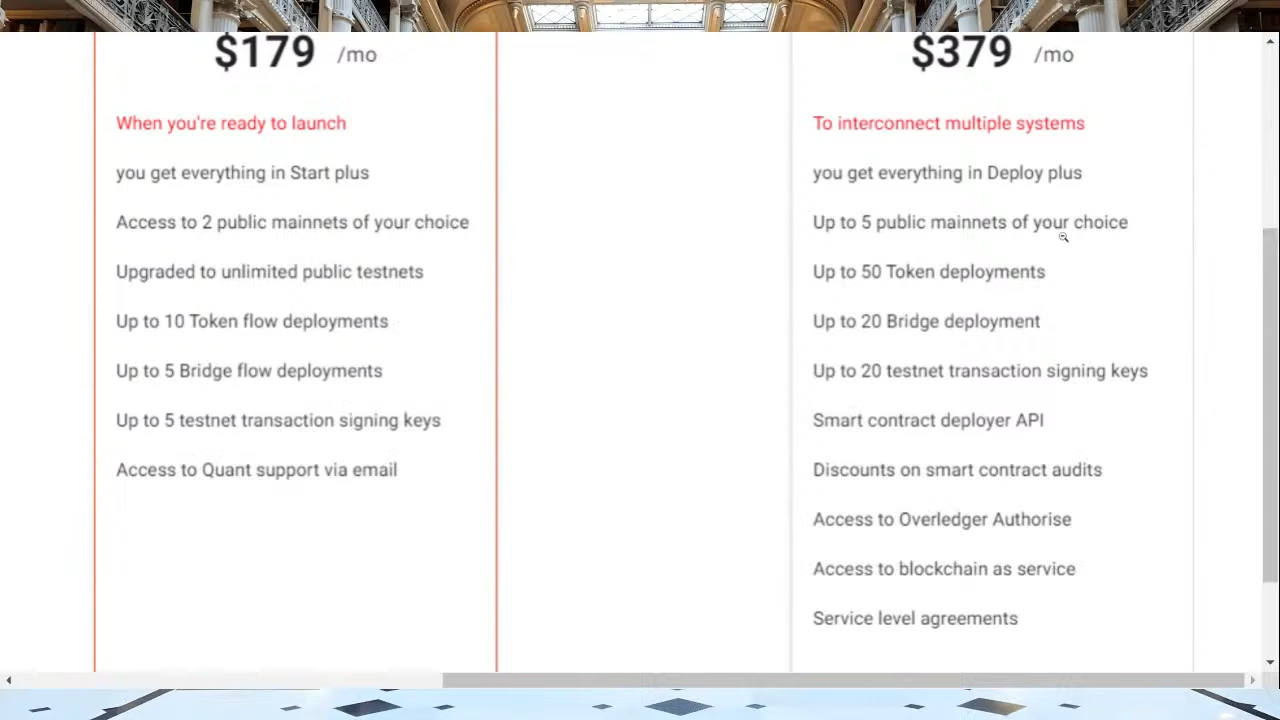 $179 /mo
When you're ready to launch
you get everything in Start plus
Access to 2 public mainnets of your choice
Upgraded to unlimited public testnets
Up to 10 Token flow deployments
Up to 5 Bridge flow deployments
Up to 5 testnet transaction signing keys
Access to Quant support via email
$379 /mo
To interconnect multiple systems
you get everything in Deploy plus
Up to 5 public mainnets of your choice
Up to 50 Token deployments
Up to 20 Bridge deployment
Up to 20 testnet transaction signing keys
Smart contract deployer API
Discounts on smart contract audits
Access to Overledger Authorise
Access to blockchain as service
Service level agreements